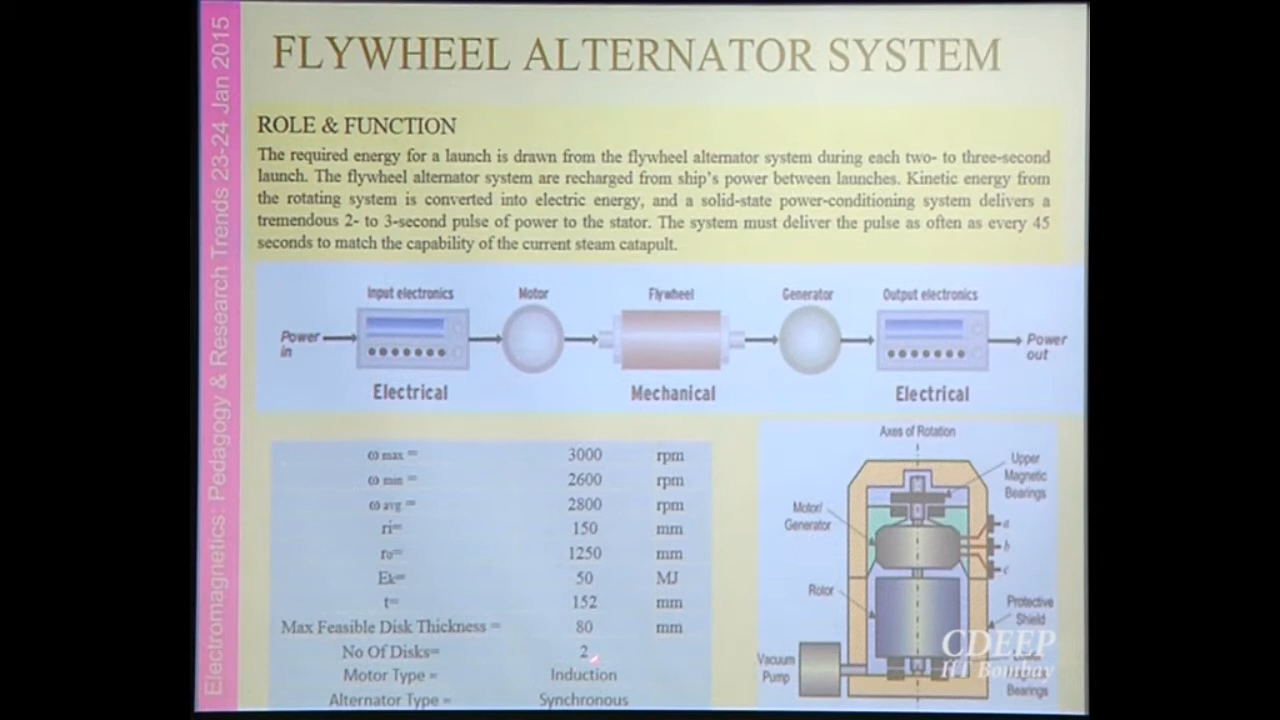 Electromagnetics: Pedagogy & Research Trends 23-24 Jan 2015
FLYWHEEL ALTERNATOR SYSTEM
ROLE & FUNCTION
The required energy for a launch is drawn from the flywheel alternator system during each two- to three-second
launch. The flywheel alternator system are recharged from ship's power between launches. Kinetic energy from
the rotating system is converted into electric energy, and a solid-state power-conditioning system delivers a
tremendous 2- to 3-second pulse of power to the stator. The system must deliver the pulse as often as every 45
seconds to match the capability of the current steam catapult.
Input electronics Motor Flywheel Generator Output electronics
Power in
Power out
Electrical Mechanical Electrical
ω max = 3000 rpm
ω min = 2600 rpm
ω avg = 2800 rpm
ri= 150 mm
ro= 1250 mm
Ek= 50 MJ
t= 152 mm
Max Feasible Disk Thickness = 80 mm
No Of Disks= 2
Motor Type = Induction
Alternator Type = Synchronous
Axes of Rotation
Upper
Magnetic
Bearings
Motor/
Generator
a
b
c
Rotor
Protective
Shield
Vacuum
Pump
Bearings
CDEEP
IIT Bombay